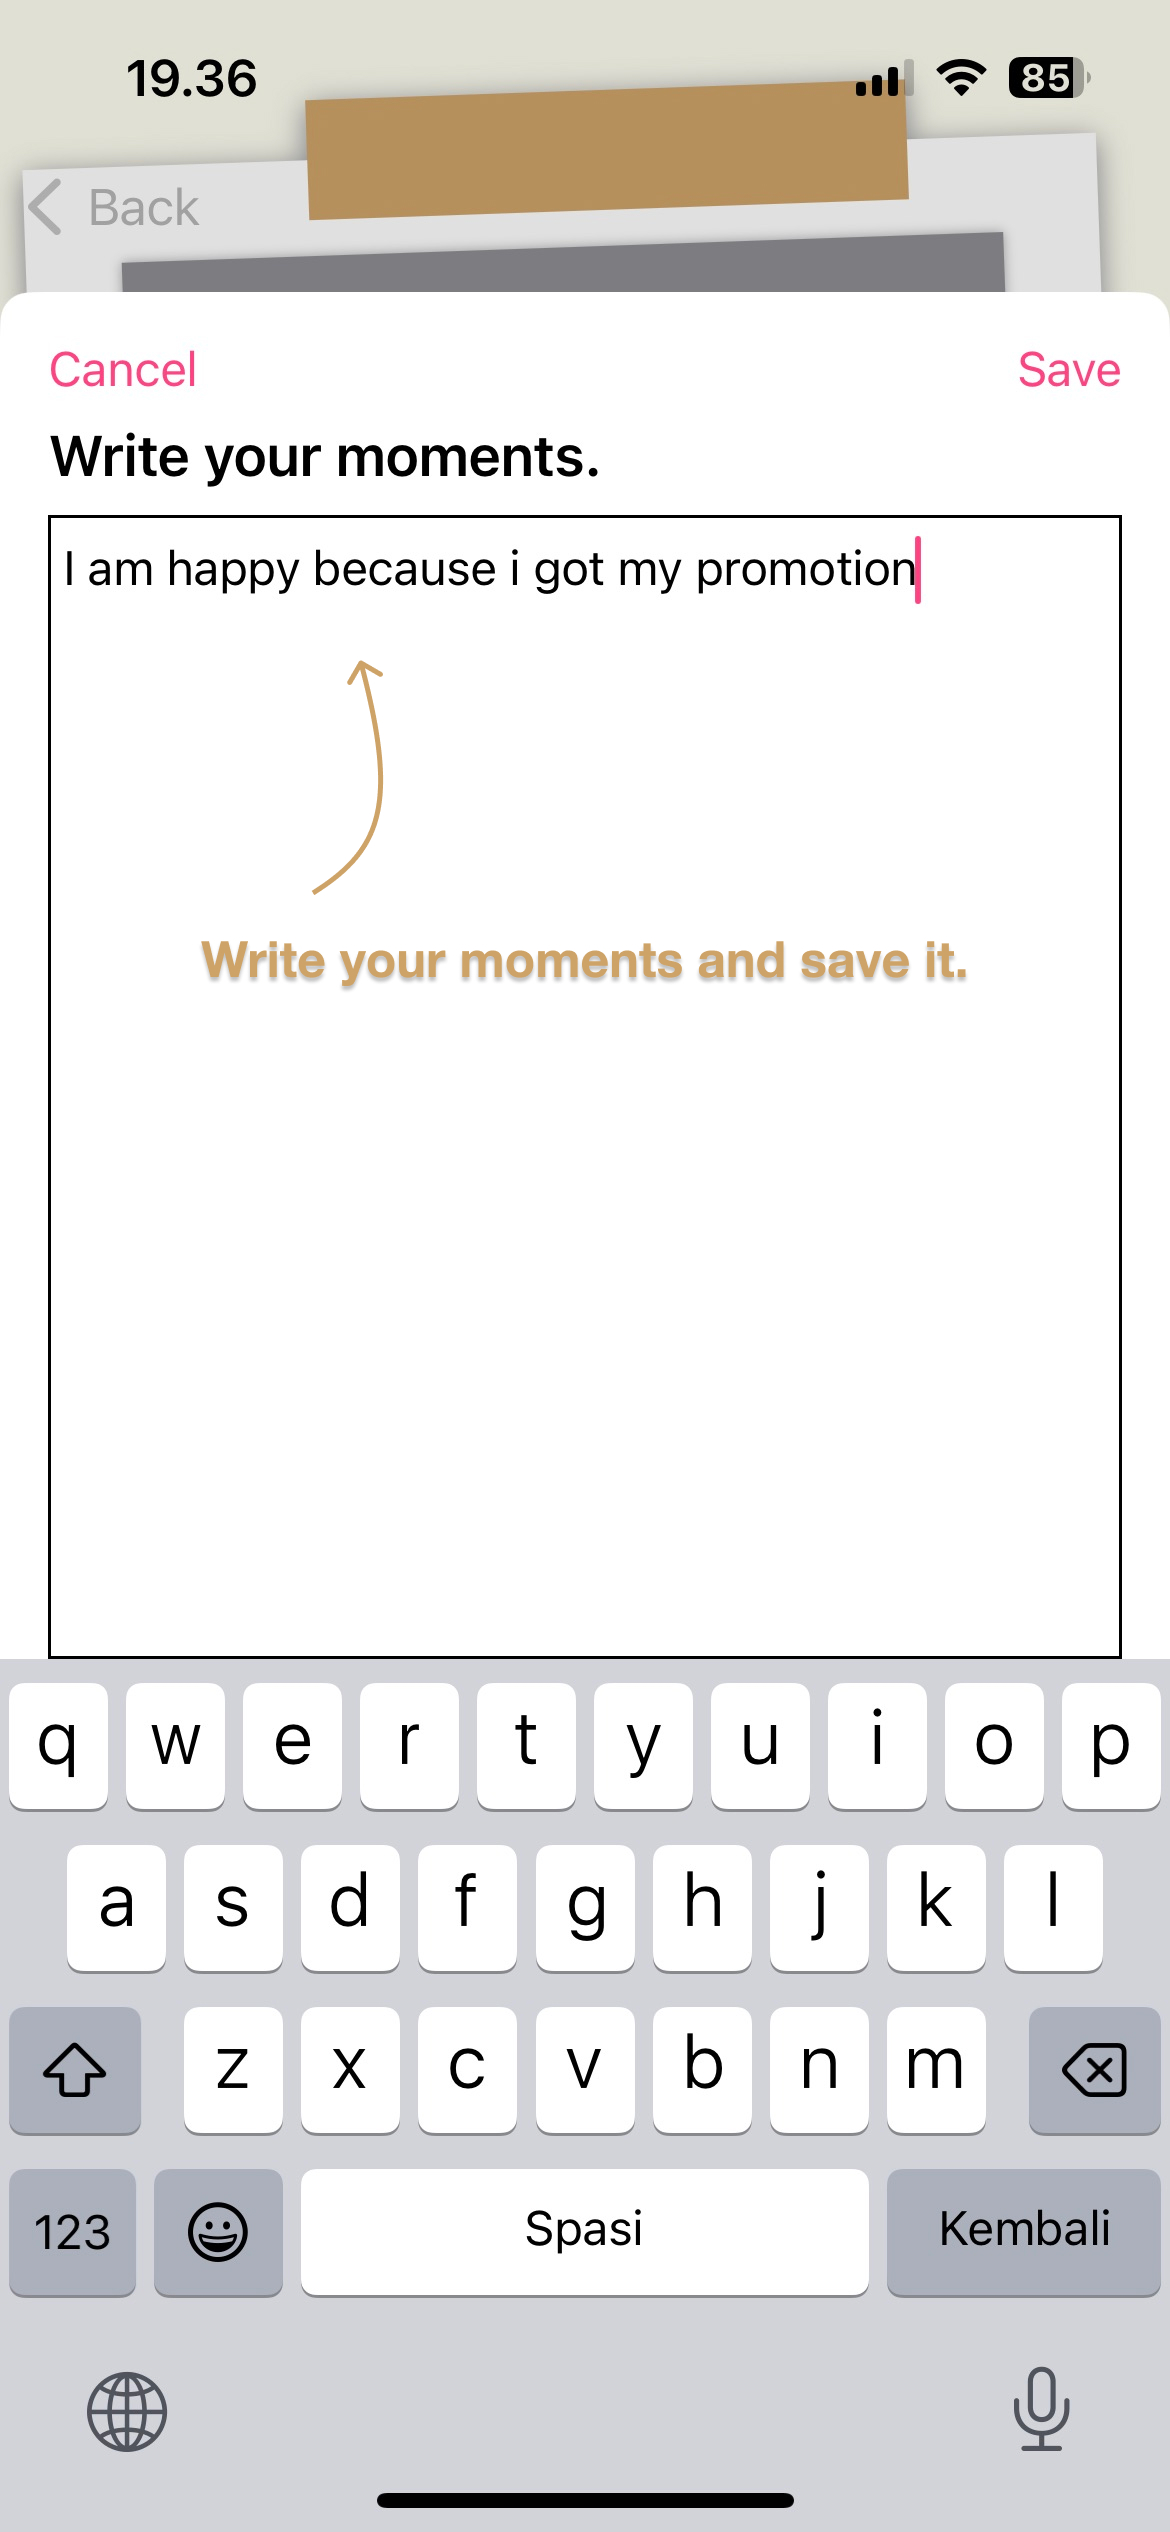 19.36
85
Back
Cancel
Save
Write your moments.
I am happy because i got my promotion
Write your moments and save it.
q w e r t y u i o p
a s d f g h j k l
z x c v b n m
123
Spasi
Kembali